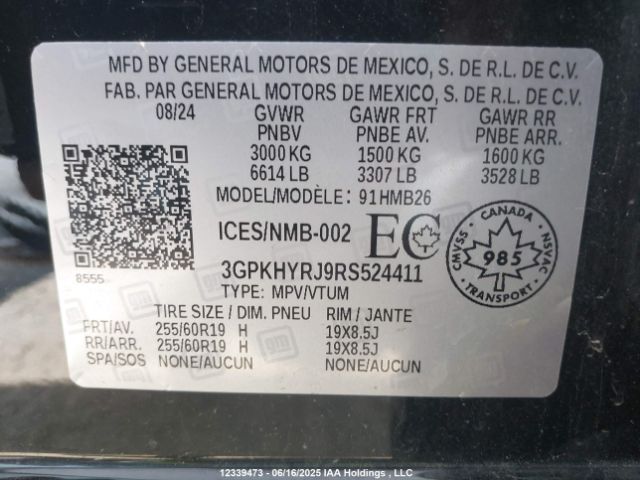 MFD BY GENERAL MOTORS DE MEXICO, S. DE R.L. DE C.V.
FAB. PAR GENERAL MOTORS DE MEXICO, S. DE R.L. DE C.V.
08/24 GVWR GAWR FRT GAWR RR
PNBV PNBE AV. PNBE ARR.
3000 KG 1500 KG 1600 KG
6614 LB 3307 LB 3528 LB
MODEL/MODÈLE: 91HMB26
ICES/NMB-002 EC
CANADA
CMVSS 985 NSVAC
TRANSPORT
3GPKHYRJ9RS524411
8555
TYPE: MPV/VTUM
TIRE SIZE / DIM. PNEU RIM / JANTE
FRT/AV. 255/60R19 H 19X8.5J
RR/ARR. 255/60R19 H 19X8.5J
SPA/SOS NONE/AUCUN NONE/AUCUN
12339473 - 06/16/2025 IAA Holdings , LLC